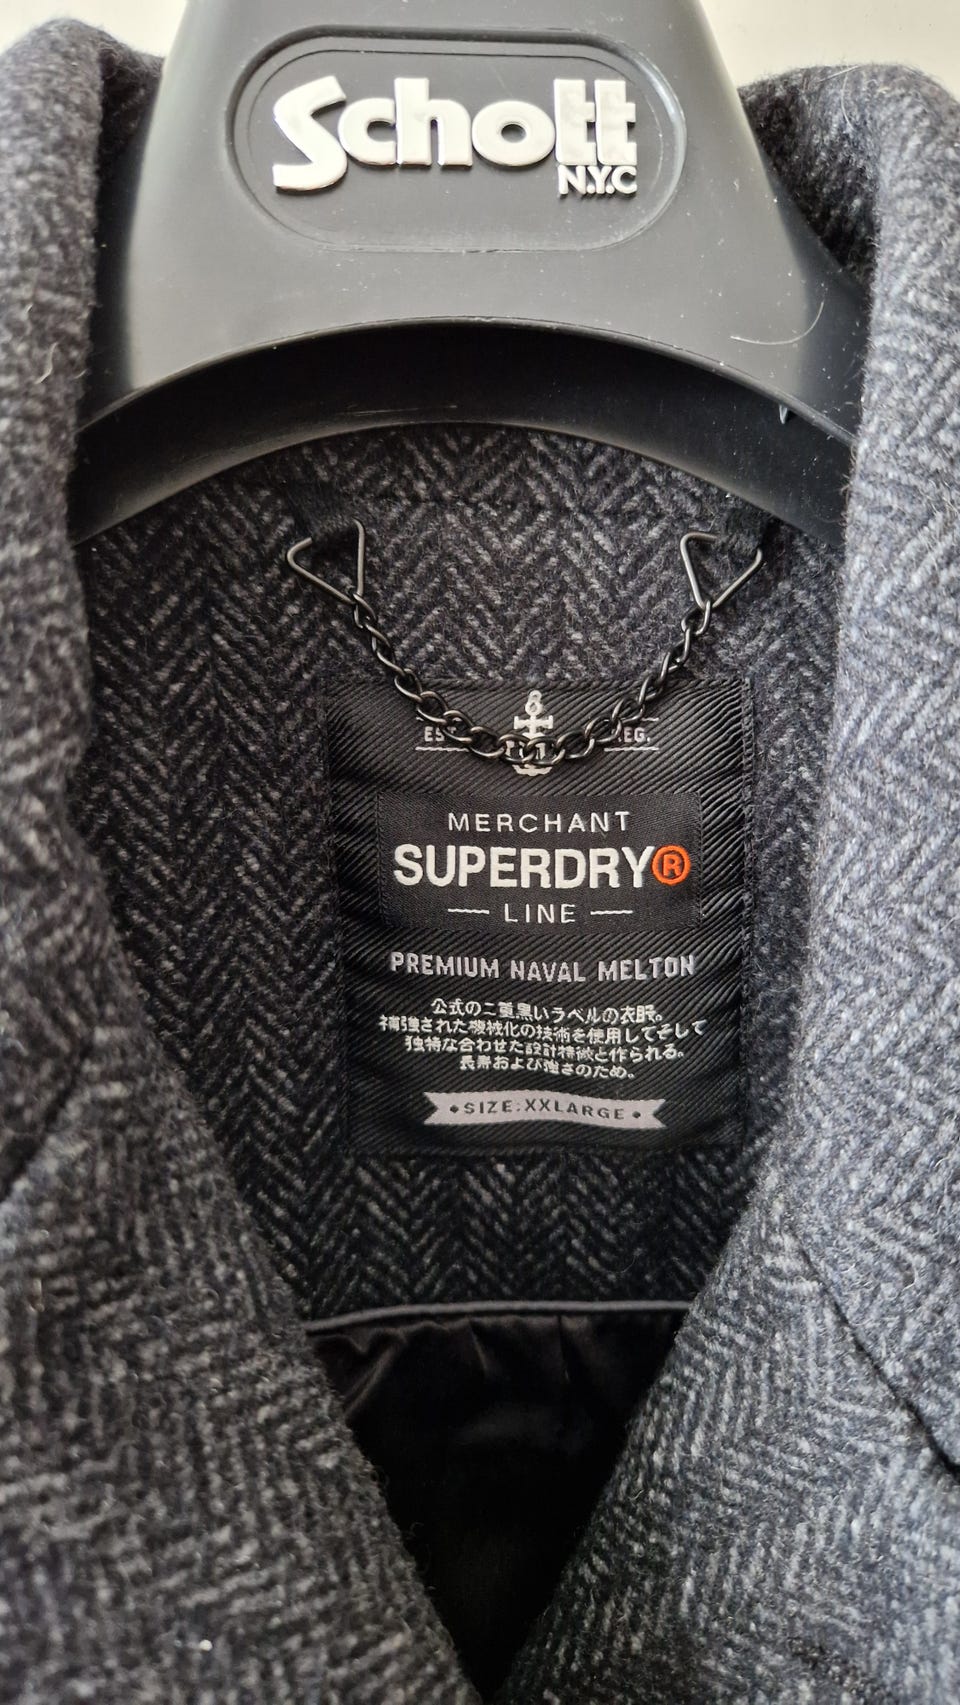 Schott
N.Y.C
MERCHANT
SUPERDRY®
LINE
PREMIUM NAVAL MELTON
公式の二重黒いラベルの衣服。
補強された機械化の技術を使用してそして
独特な合わせた設計特徴と作られる。
長寿および強さのため。
•SIZE:XXLARGE•